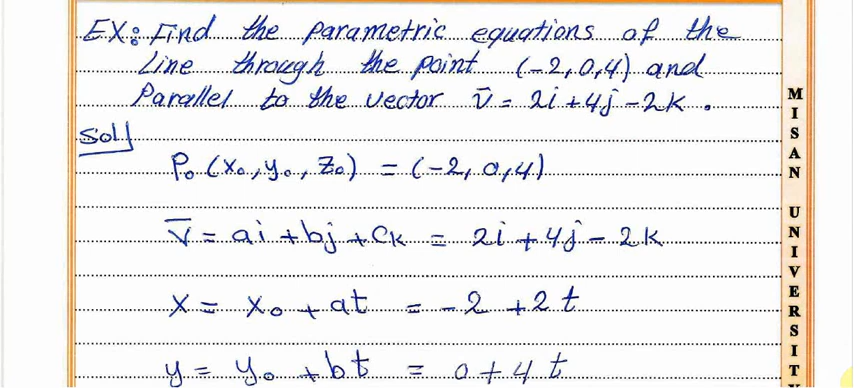 EX: Find the parametric equations of the
Line through the point (-2,0,4) and
Parallel to the vector v̄ = 2i+4j-2k.
Sol
P₀(x₀,y₀,z₀) = (-2,0,4)
V̄ = ai+bj+ck = 2i+4j-2k
x = x₀+at = -2+2t
y = y₀+bt = 0+4t
MISAN UNIVERSIT